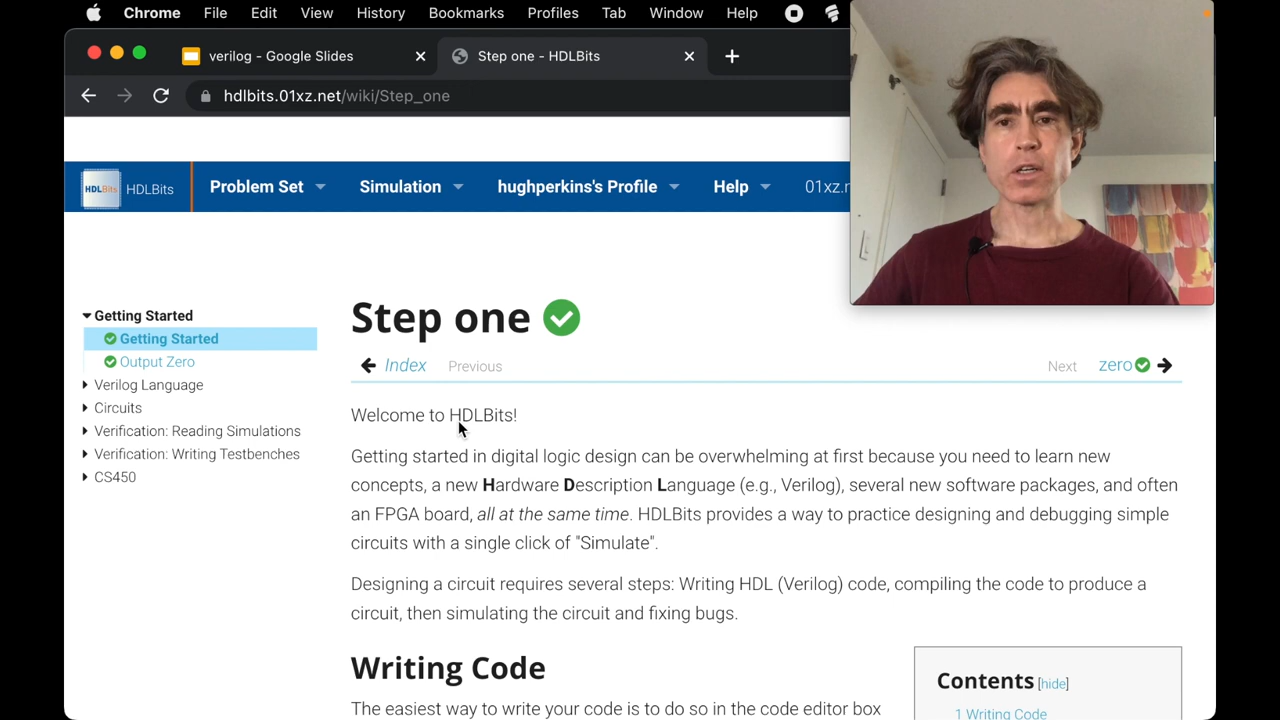 Chrome File Edit View History Bookmarks Profiles Tab Window Help
verilog - Google Slides
Step one - HDLBits
hdlbits.01xz.net/wiki/Step_one
HDLBits HDLBits Problem Set Simulation hughperkins's Profile Help 01xz.n
Getting Started
Getting Started
Output Zero
Verilog Language
Circuits
Verification: Reading Simulations
Verification: Writing Testbenches
CS450
Step one
Index Previous
Next zero
Welcome to HDLBits!
Getting started in digital logic design can be overwhelming at first because you need to learn new
concepts, a new Hardware Description Language (e.g., Verilog), several new software packages, and often
an FPGA board, all at the same time. HDLBits provides a way to practice designing and debugging simple
circuits with a single click of "Simulate".
Designing a circuit requires several steps: Writing HDL (Verilog) code, compiling the code to produce a
circuit, then simulating the circuit and fixing bugs.
Writing Code
The easiest way to write your code is to do so in the code editor box
Contents [hide]
1 Writing Code